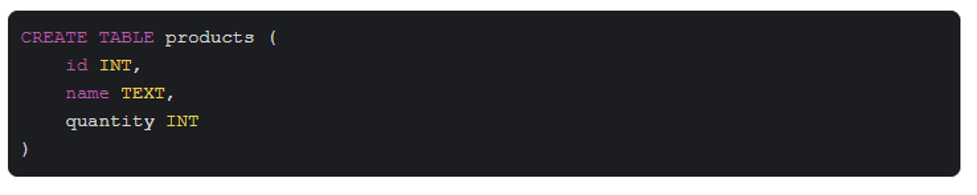 CREATE TABLE products (
    id INT,
    name TEXT,
    quantity INT
)